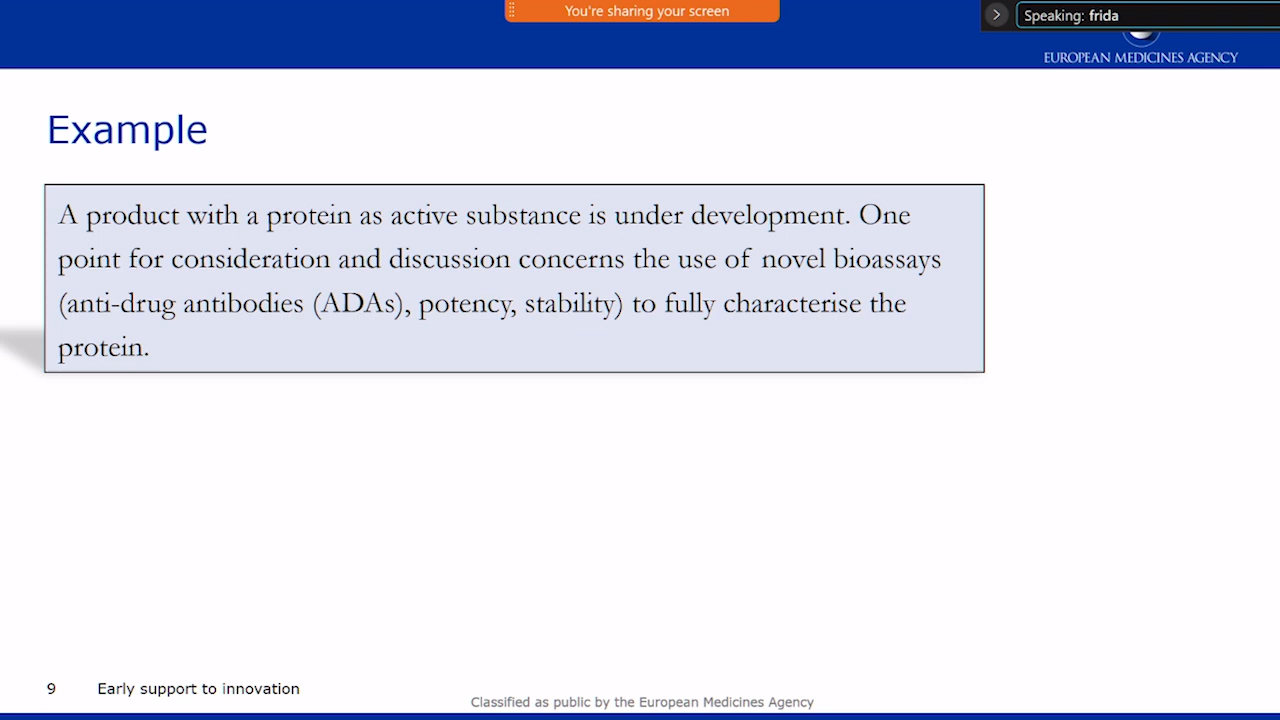 You're sharing your screen
Speaking: frida
EUROPEAN MEDICINES AGENCY
Example
A product with a protein as active substance is under development. One
point for consideration and discussion concerns the use of novel bioassays
(anti-drug antibodies (ADAs), potency, stability) to fully characterise the
protein.
9 Early support to innovation
Classified as public by the European Medicines Agency